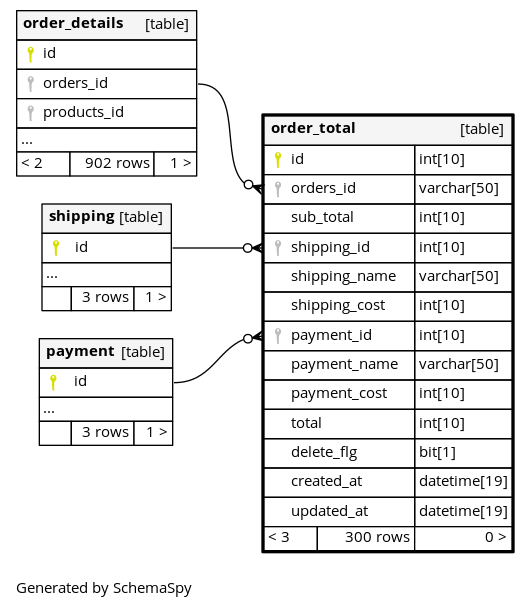 order_details [table]
id
orders_id
products_id
...
< 2 902 rows 1 >
shipping [table]
id
...
3 rows 1 >
payment [table]
id
...
3 rows 1 >
order_total [table]
id int[10]
orders_id varchar[50]
sub_total int[10]
shipping_id int[10]
shipping_name varchar[50]
shipping_cost int[10]
payment_id int[10]
payment_name varchar[50]
payment_cost int[10]
total int[10]
delete_flg bit[1]
created_at datetime[19]
updated_at datetime[19]
< 3 300 rows 0 >
Generated by SchemaSpy